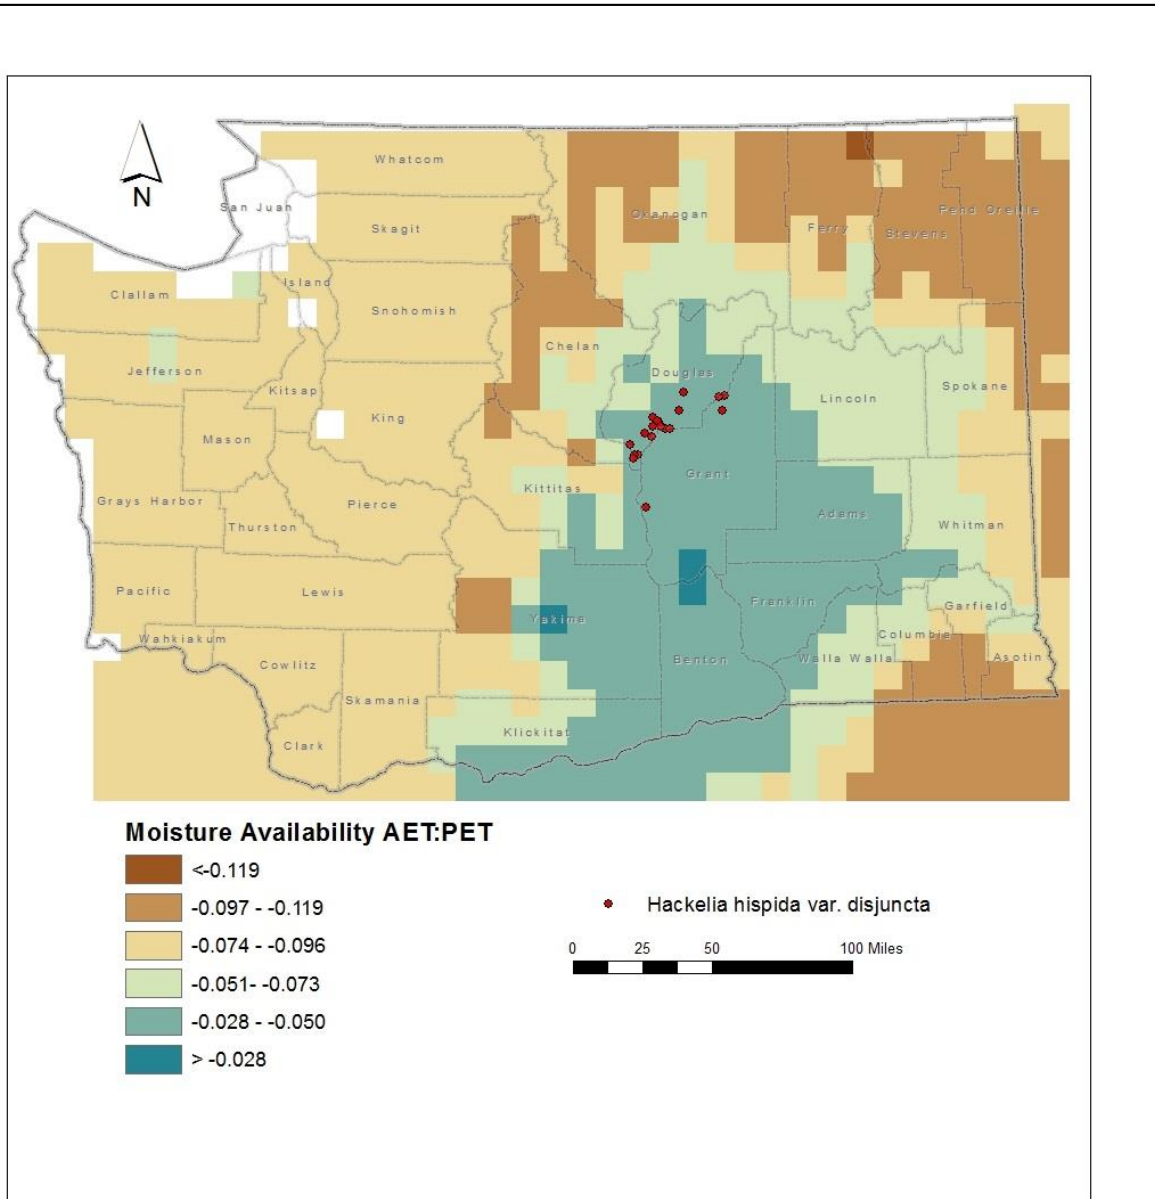 Whatcom
San Juan
Skagit
Okanogan
Ferry
Stevens
Pend Oreille
Clallam
Island
Snohomish
Chelan
Jefferson
Kitsap
King
Douglas
Lincoln
Spokane
Mason
Grays Harbor
Thurston
Pierce
Kittitas
Grant
Adams
Whitman
Pacific
Lewis
Wahkiakum
Cowlitz
Skamania
Clark
Yakima
Klickitat
Benton
Franklin
Walla Walla
Columbia
Garfield
Asotin
N
Moisture Availability AET:PET
<-0.119
-0.097 - -0.119
-0.074 - -0.096
-0.051- -0.073
-0.028 - -0.050
> -0.028
Hackelia hispida var. disjuncta
0 25 50 100 Miles